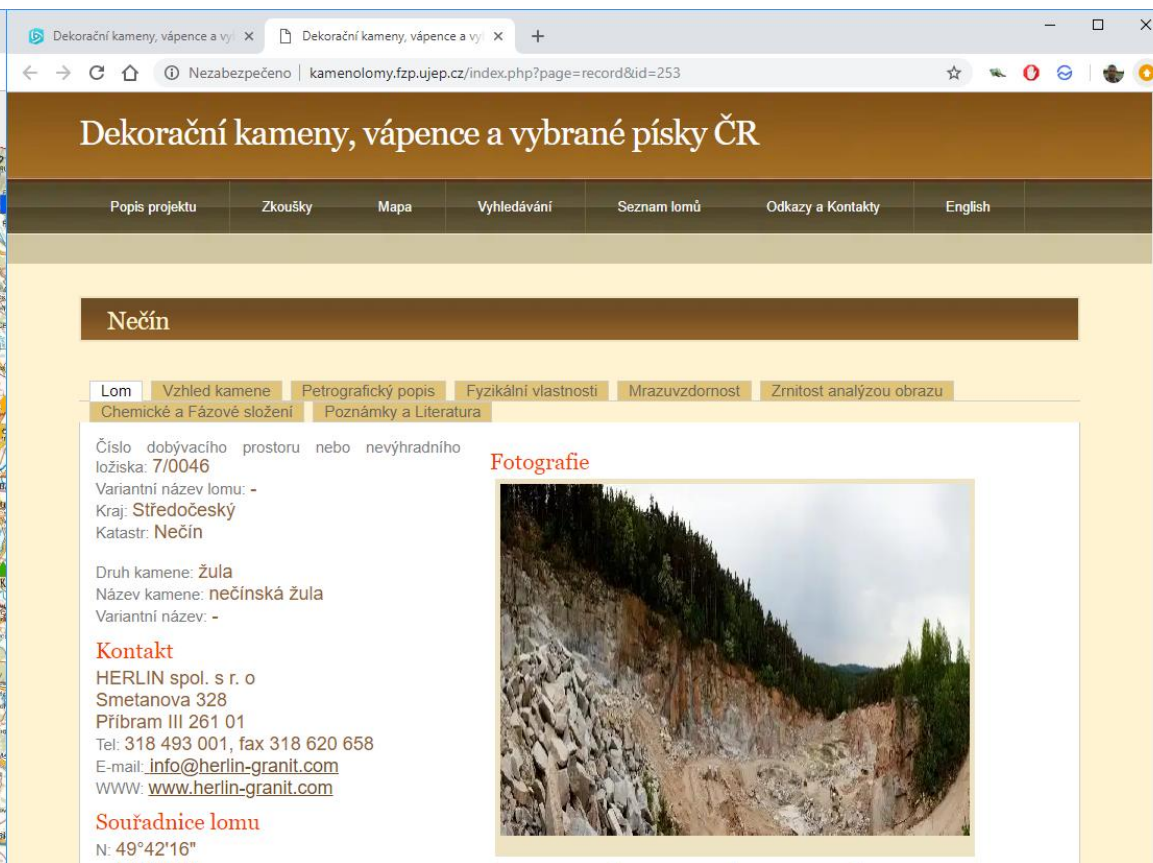 Dekorační kameny, vápence a vy
Dekorační kameny, vápence a vy
Nezabezpečeno | kamenolomy.fzp.ujep.cz/index.php?page=record&id=253
Dekorační kameny, vápence a vybrané písky ČR
Popis projektu Zkoušky Mapa Vyhledávání Seznam lomů Odkazy a Kontakty English
Nečín
Lom Vzhled kamene Petrografický popis Fyzikální vlastnosti Mrazuvzdornost Zrnitost analýzou obrazu
Chemické a Fázové složení Poznámky a Literatura
Číslo dobývacího prostoru nebo nevýhradního
ložiska: 7/0046
Variantní název lomu: -
Kraj: Středočeský
Katastr: Nečín
Druh kamene: žula
Název kamene: nečínská žula
Variantní název: -
Kontakt
HERLIN spol. s r. o
Smetanova 328
Příbram III 261 01
Tel: 318 493 001, fax 318 620 658
E-mail: info@herlin-granit.com
WWW: www.herlin-granit.com
Souřadnice lomu
N: 49°42'16"
Fotografie